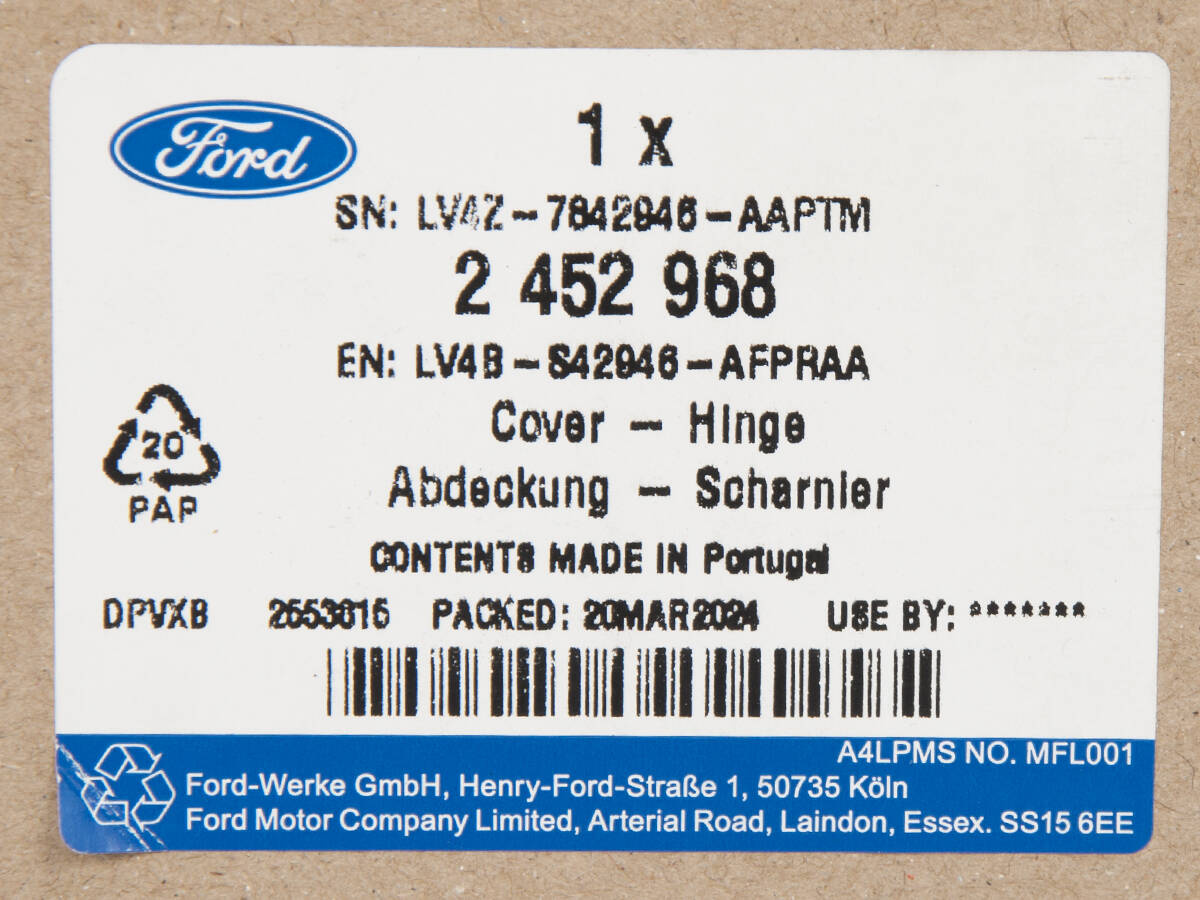 Ford
1 x
SN: LV4Z-7842946-AAPTM
2 452 968
EN: LV4B-S42946-AFPRAA
Cover - Hinge
Abdeckung - Scharnier
20
PAP
CONTENTS MADE IN Portugal
DPVXB PACKED: 20MAR2024 USE BY: *******
A4LPMS NO. MFL001
Ford-Werke GmbH, Henry-Ford-Straße 1, 50735 Köln
Ford Motor Company Limited, Arterial Road, Laindon, Essex. SS15 6EE